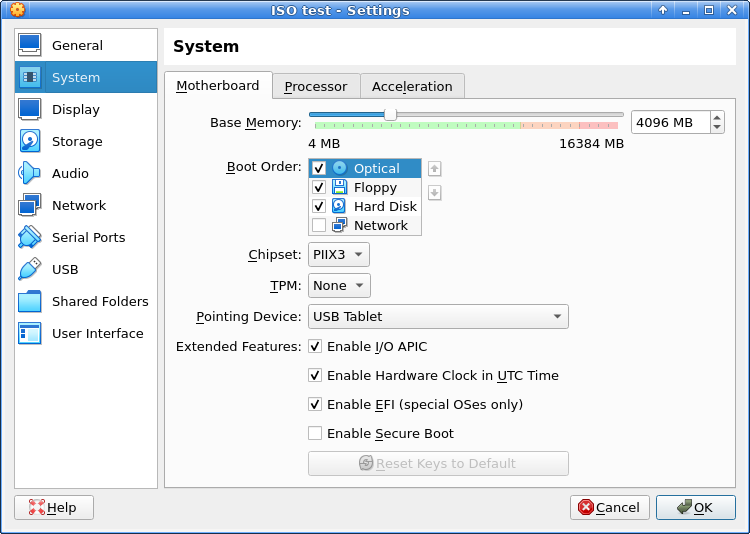 ISO test - Settings
General
System
Display
Storage
Audio
Network
Serial Ports
USB
Shared Folders
User Interface
System
Motherboard
Processor
Acceleration
Base Memory:
4096 MB
4 MB
16384 MB
Boot Order:
Optical
Floppy
Hard Disk
Network
Chipset:
PIIX3
TPM:
None
Pointing Device:
USB Tablet
Extended Features:
Enable I/O APIC
Enable Hardware Clock in UTC Time
Enable EFI (special OSes only)
Enable Secure Boot
Reset Keys to Default
Help
Cancel
OK